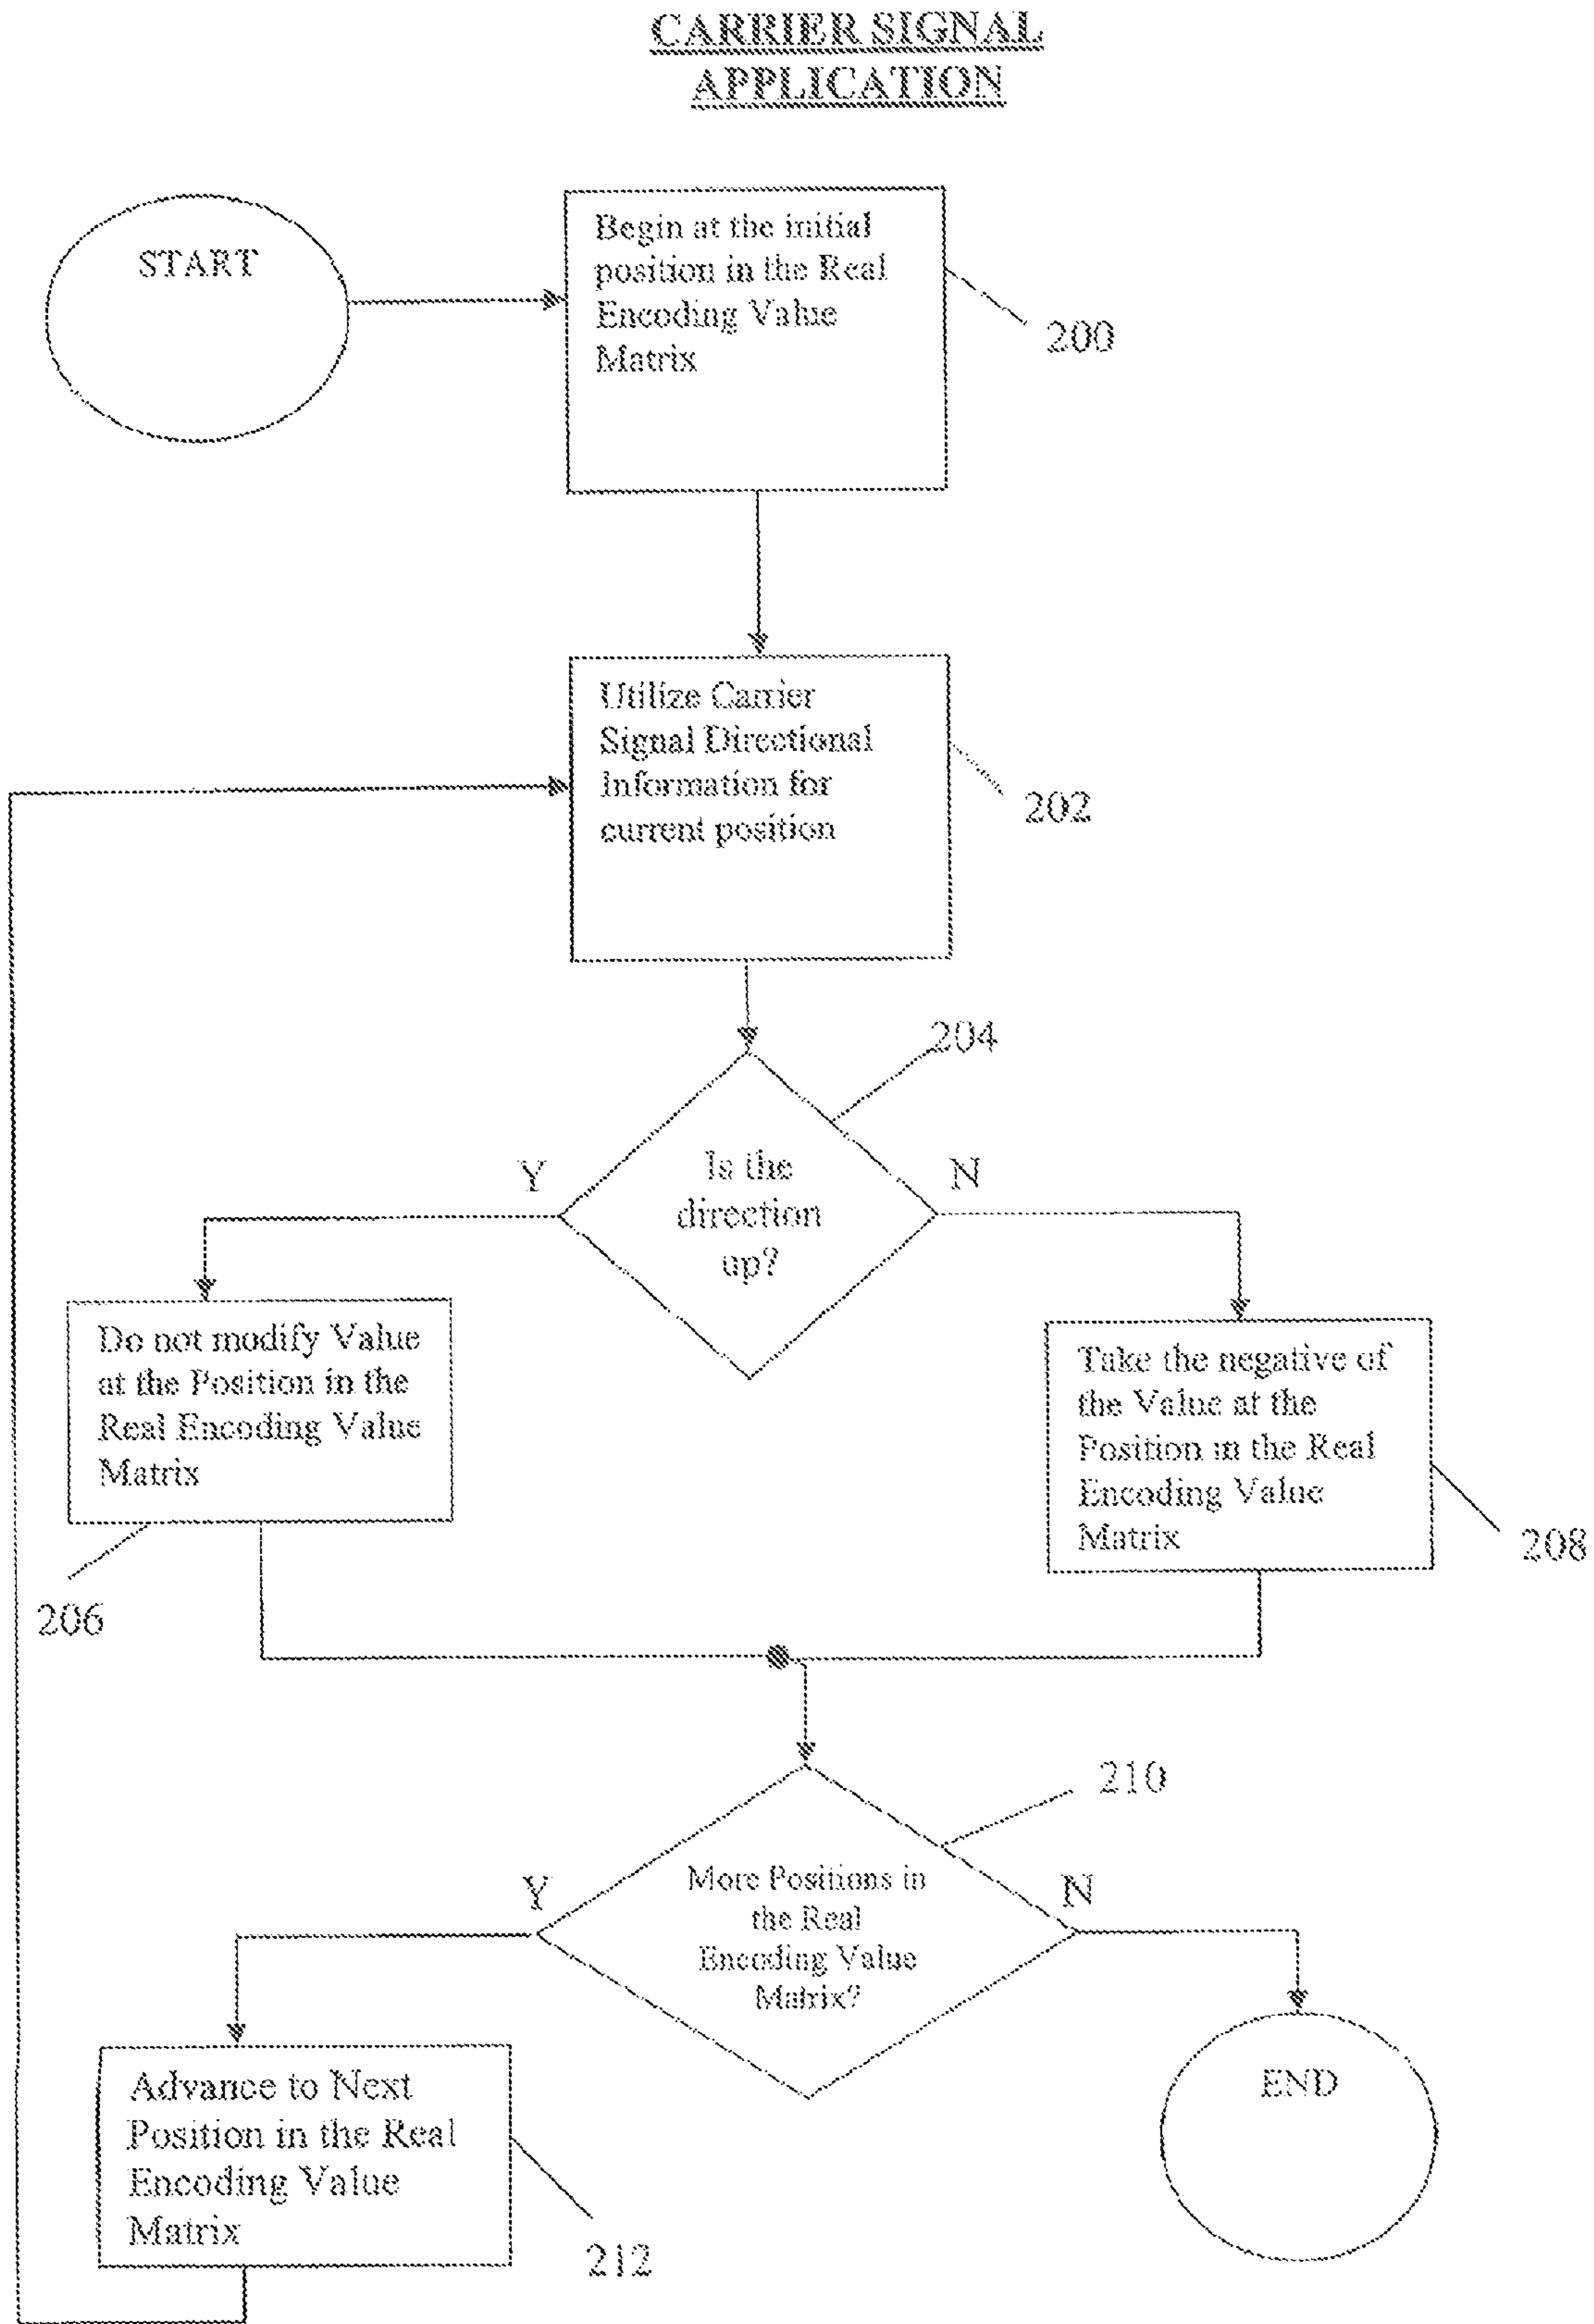 CARRIER SIGNAL
APPLICATION
START
Begin at the initial
position in the Real
Encoding Value
Matrix
200
Utilize Carrier
Signal Directional
Information for
current position
202
204
Y
Is the
direction
up?
N
Do not modify Value
at the Position in the
Real Encoding Value
Matrix
206
Take the negative of
the Value at the
Position in the Real
Encoding Value
Matrix
208
210
Y
More Positions in
the Real
Encoding Value
Matrix?
N
Advance to Next
Position in the Real
Encoding Value
Matrix
212
END